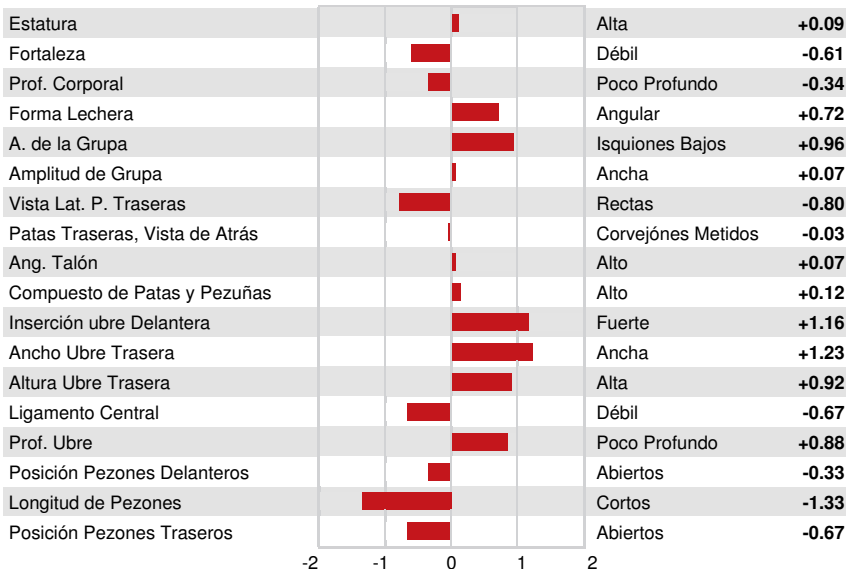 Estatura Alta +0.09
Fortaleza Débil -0.61
Prof. Corporal Poco Profundo -0.34
Forma Lechera Angular +0.72
A. de la Grupa Isquiones Bajos +0.96
Amplitud de Grupa Ancha +0.07
Vista Lat. P. Traseras Rectas -0.80
Patas Traseras, Vista de Atrás Corvejónes Metidos -0.03
Ang. Talón Alto +0.07
Compuesto de Patas y Pezuñas Alto +0.12
Inserción ubre Delantera Fuerte +1.16
Ancho Ubre Trasera Ancha +1.23
Altura Ubre Trasera Alta +0.92
Ligamento Central Débil -0.67
Prof. Ubre Poco Profundo +0.88
Posición Pezones Delanteros Abiertos -0.33
Longitud de Pezones Cortos -1.33
Posición Pezones Traseros Abiertos -0.67
-2 -1 0 1 2